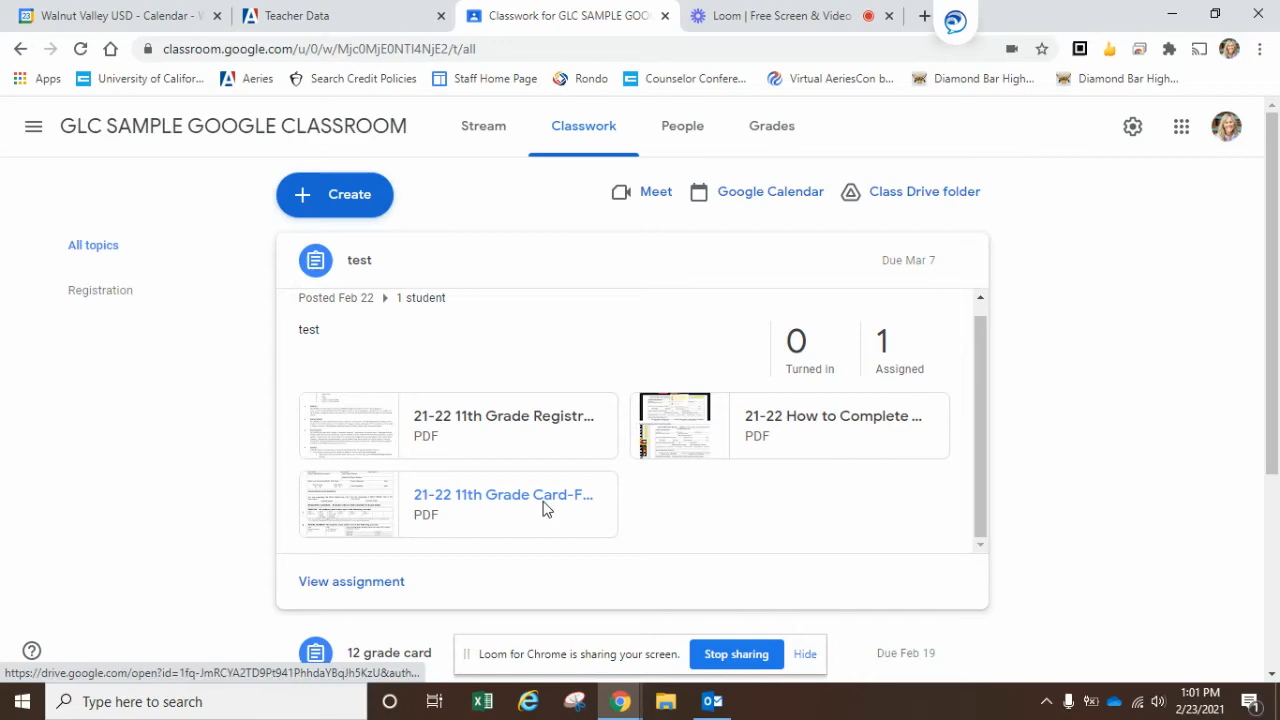 Walnut Valley USD - Calendar - W
Teacher Data
Classwork for GLC SAMPLE GOO
Loom | Free Screen & Video
classroom.google.com/u/0/w/Mjc0MjE0NTI4NjE2/t/all
Apps
University of Califor...
Aeries
Search Credit Policies
Staff Home Page
Rondo
Counselor Confere...
Virtual AeriesCon b...
Diamond Bar High...
Diamond Bar High...
GLC SAMPLE GOOGLE CLASSROOM
Stream
Classwork
People
Grades
Create
Meet
Google Calendar
Class Drive folder
All topics
Registration
test
Due Mar 7
Posted Feb 22
1 student
test
0
Turned in
1
Assigned
21-22 11th Grade Registr...
PDF
21-22 How to Complete ...
PDF
21-22 11th Grade Card-F...
PDF
View assignment
12 grade card
Due Feb 19
Loom for Chrome is sharing your screen.
Stop sharing
Hide
https://drive.google.com/open?id=1fq-JmRCYA2TD9Pt941PhhdaYBqJh5KzU&auth...
Type here to search
1:01 PM
2/23/2021